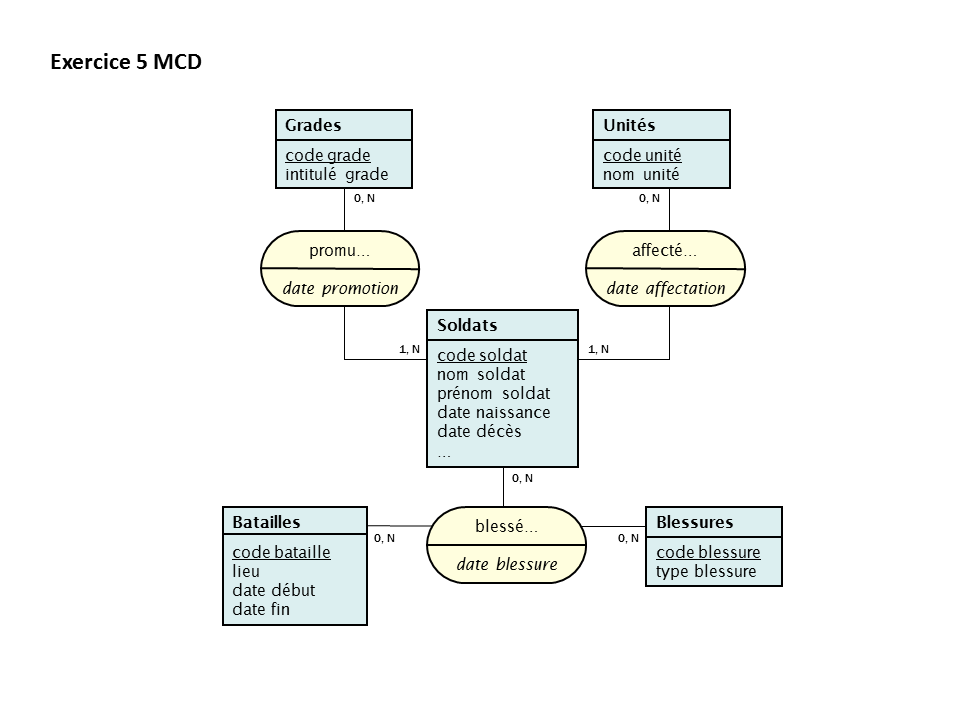 Exercice 5 MCD
Grades
code grade
intitulé grade
Unités
code unité
nom unité
0, N
0, N
promu...
date promotion
affecté...
date affectation
1, N
1, N
Soldats
code soldat
nom soldat
prénom soldat
date naissance
date décès
...
0, N
Batailles
code bataille
lieu
date début
date fin
0, N
blessé...
date blessure
0, N
Blessures
code blessure
type blessure